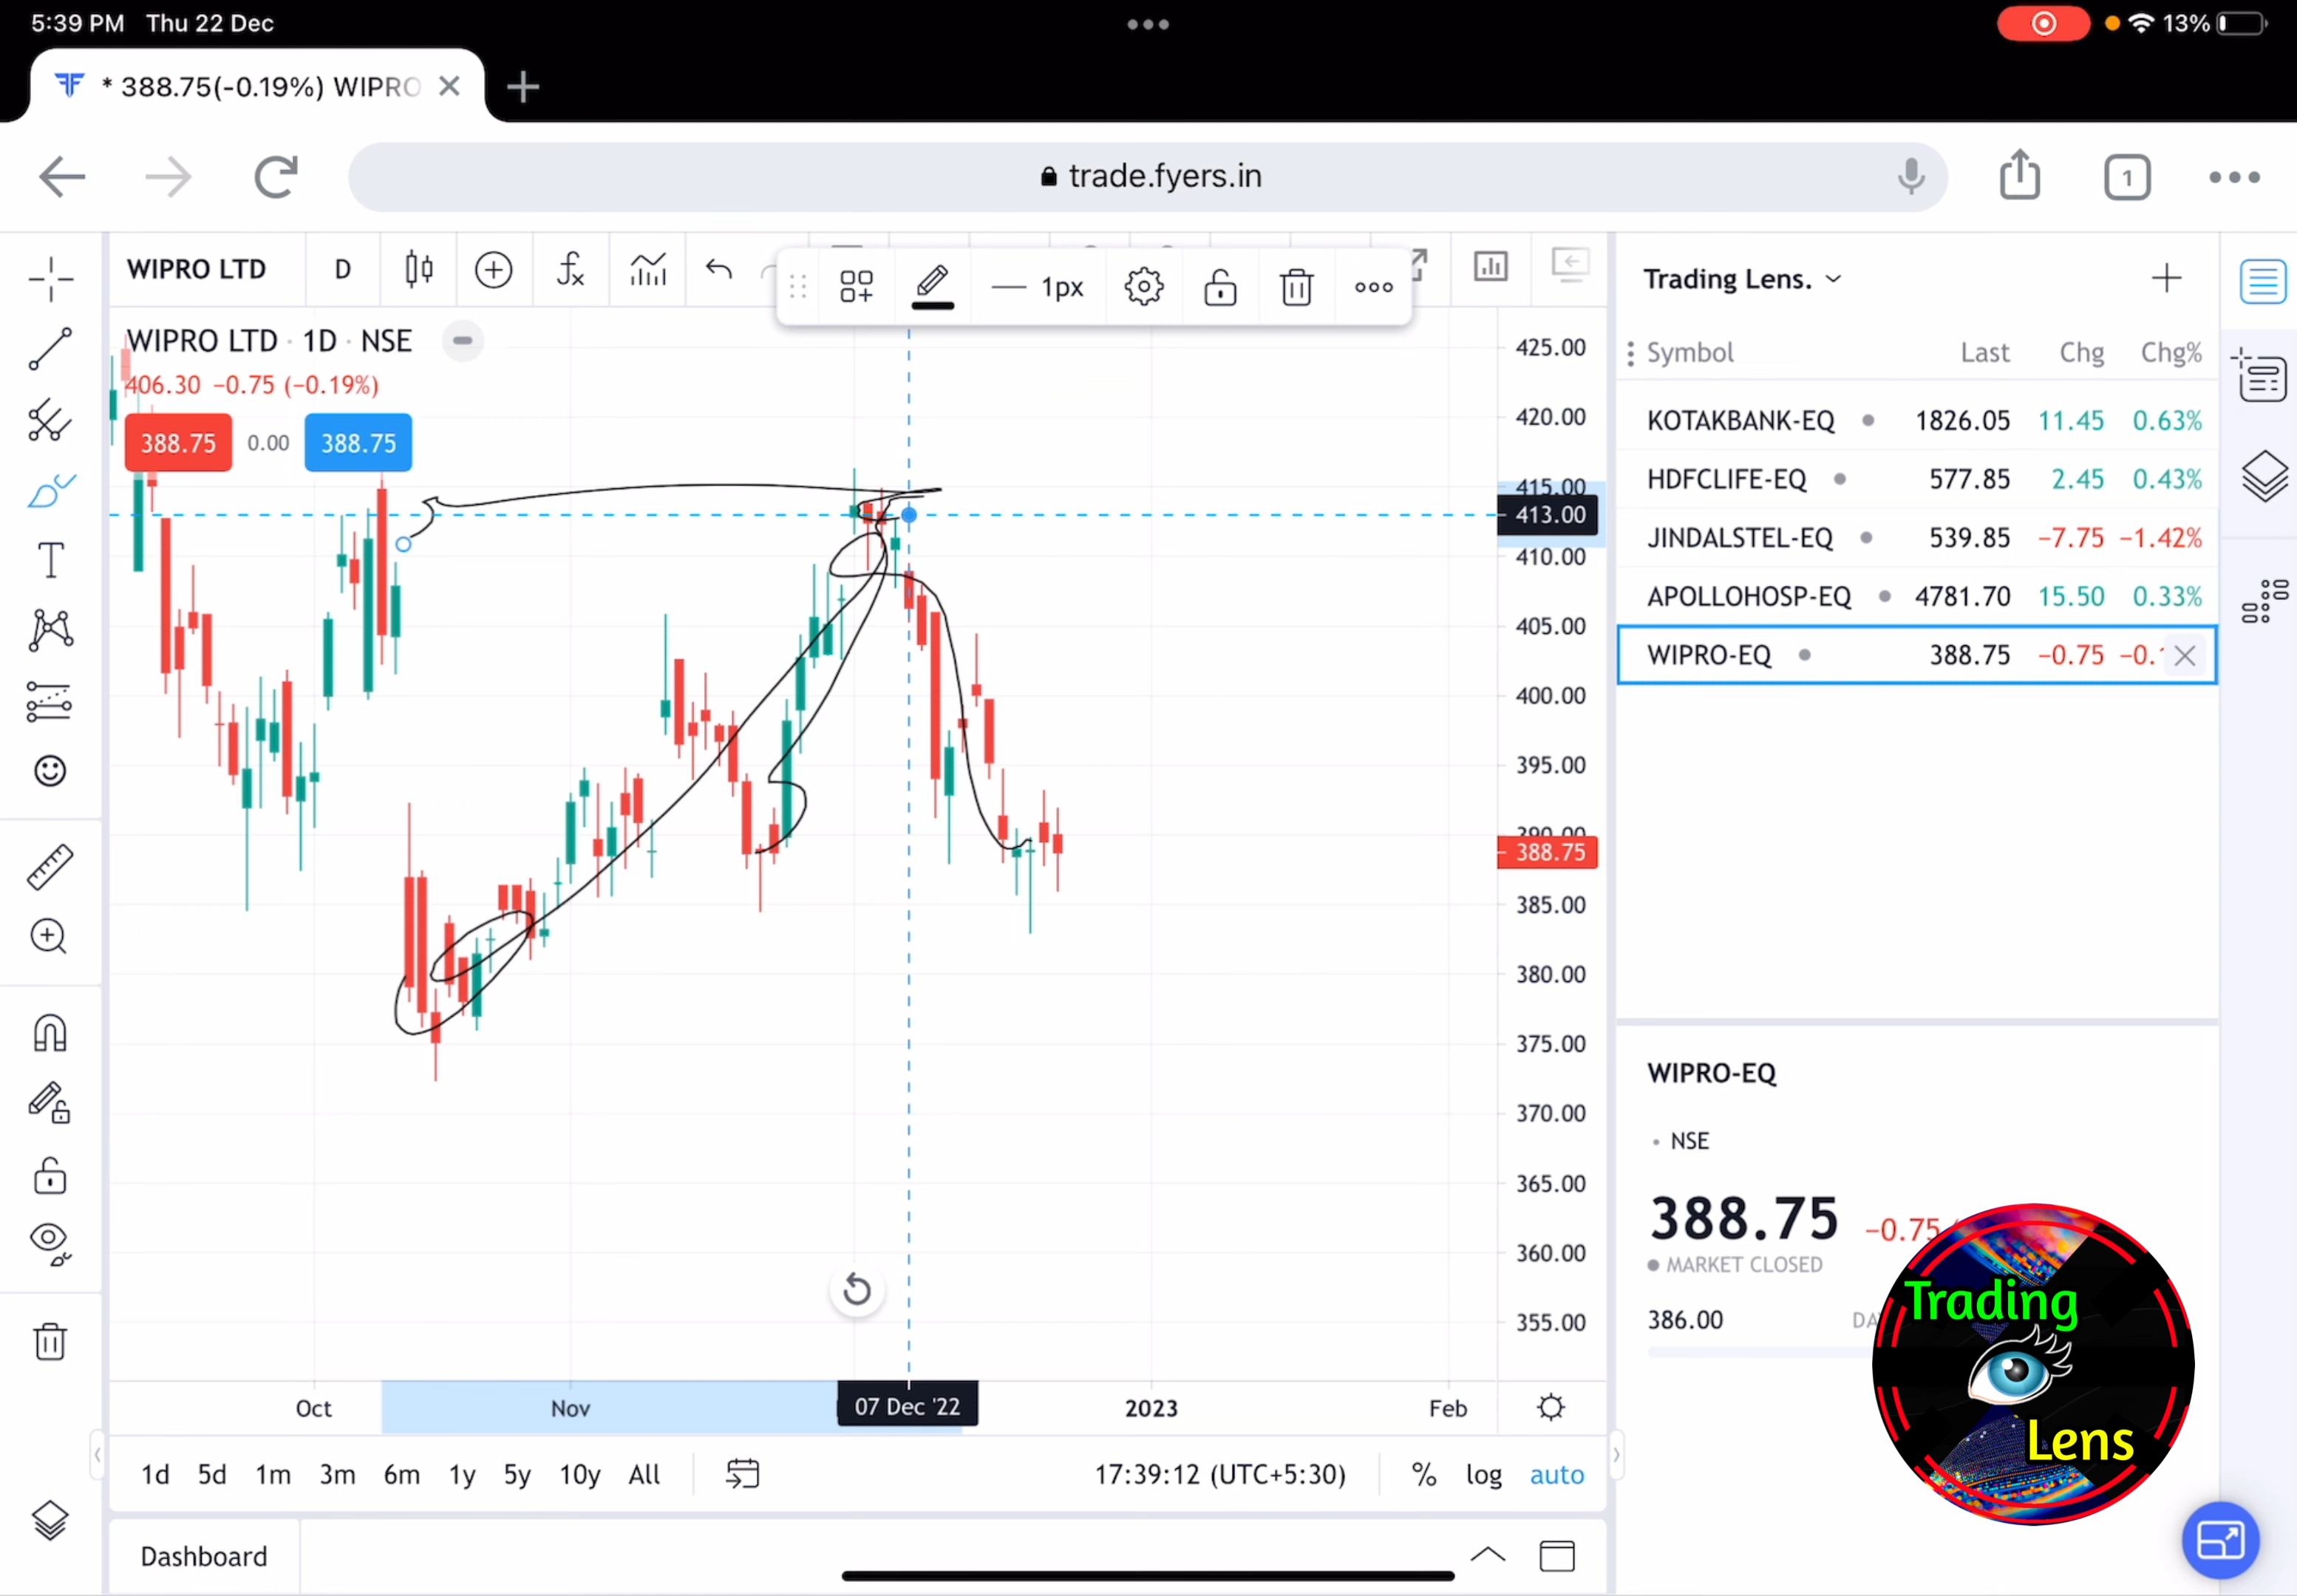 5:39 PM Thu 22 Dec
13%
* 388.75(-0.19%) WIPRO
trade.fyers.in
1
WIPRO LTD D
1px
WIPRO LTD · 1D · NSE
406.30 −0.75 (−0.19%)
388.75 0.00 388.75
425.00
420.00
415.00
413.00
410.00
405.00
400.00
395.00
390.00
388.75
385.00
380.00
375.00
370.00
365.00
360.00
355.00
Oct Nov 07 Dec '22 2023 Feb
1d 5d 1m 3m 6m 1y 5y 10y All
17:39:12 (UTC+5:30) % log auto
Dashboard
Trading Lens.
Symbol Last Chg Chg%
KOTAKBANK-EQ 1826.05 11.45 0.63%
HDFCLIFE-EQ 577.85 2.45 0.43%
JINDALSTEL-EQ 539.85 −7.75 −1.42%
APOLLOHOSP-EQ 4781.70 15.50 0.33%
WIPRO-EQ 388.75 −0.75 −0.
WIPRO-EQ
• NSE
388.75 −0.75
MARKET CLOSED
386.00
Trading
Lens